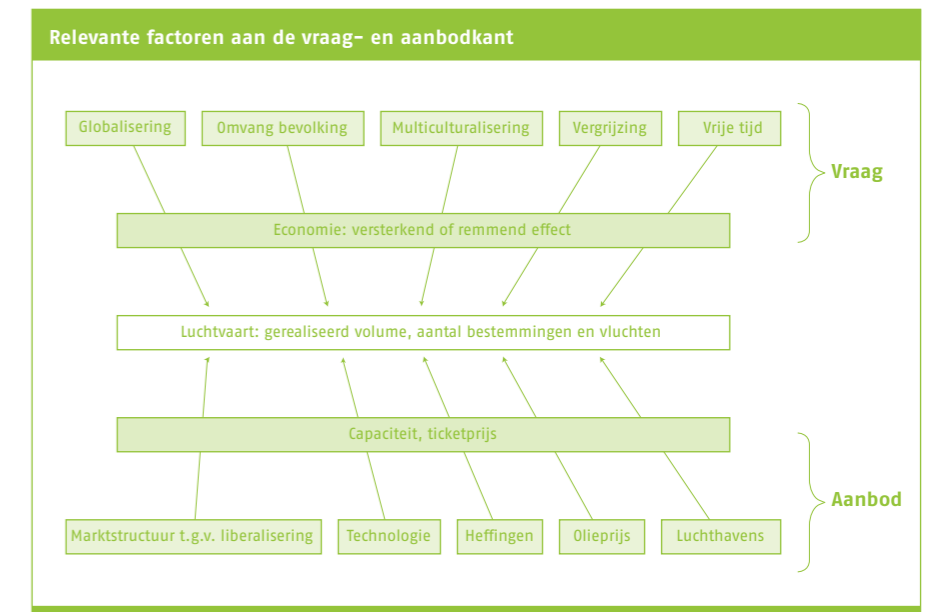 Relevante factoren aan de vraag- en aanbodkant
Globalisering
Omvang bevolking
Multiculturalisering
Vergrijzing
Vrije tijd
Vraag
Economie: versterkend of remmend effect
Luchtvaart: gerealiseerd volume, aantal bestemmingen en vluchten
Capaciteit, ticketprijs
Aanbod
Marktstructuur t.g.v. liberalisering
Technologie
Heffingen
Olieprijs
Luchthavens